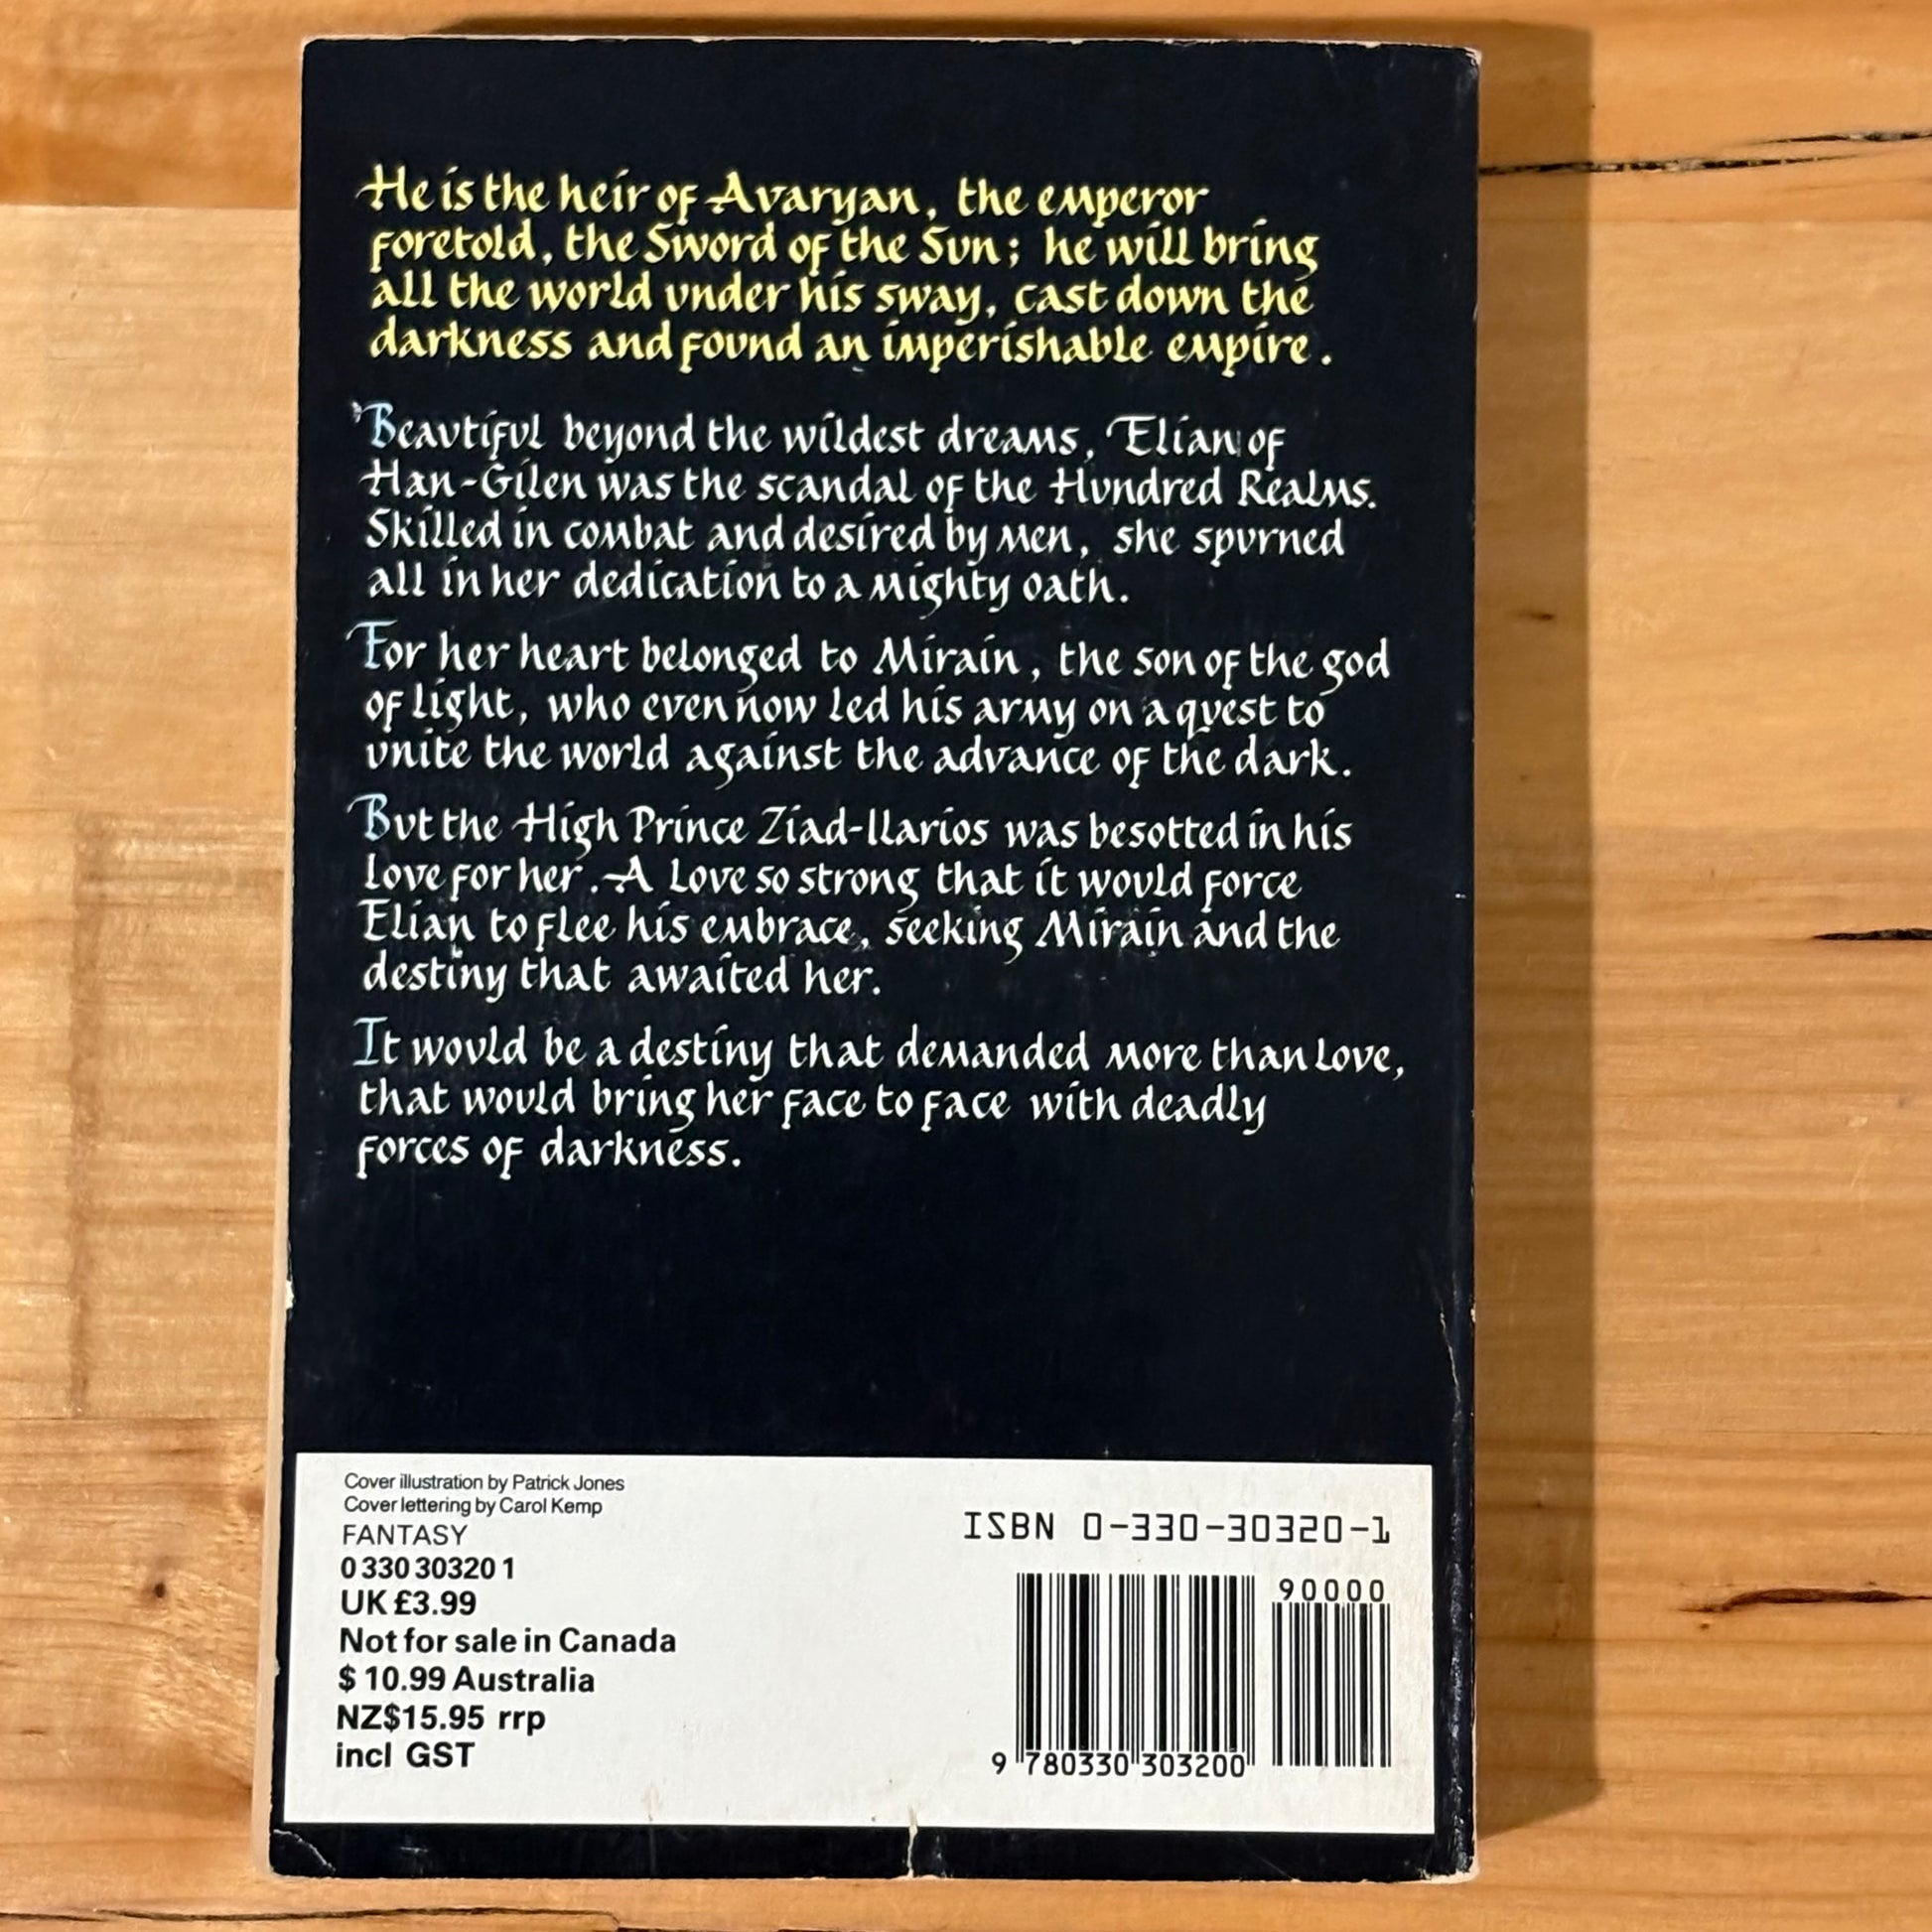 He is the heir of Avaryan, the emperor
foretold, the Sword of the Sun; he will bring
all the world under his sway, cast down the
darkness and found an imperishable empire.
Beautiful beyond the wildest dreams, Elian of
Han-Gilen was the scandal of the Hundred Realms.
Skilled in combat and desired by men, she spurned
all in her dedication to a mighty oath.
For her heart belonged to Mirain, the son of the god
of light, who even now led his army on a quest to
unite the world against the advance of the dark.
But the High Prince Ziad-Ilarios was besotted in his
love for her. A love so strong that it would force
Elian to flee his embrace, seeking Mirain and the
destiny that awaited her.
It would be a destiny that demanded more than love,
that would bring her face to face with deadly
forces of darkness.
Cover illustration by Patrick Jones
Cover lettering by Carol Kemp
FANTASY
0 330 30320 1
UK £3.99
Not for sale in Canada
$ 10.99 Australia
NZ$15.95 rrp
incl GST
ISBN 0-330-30320-1
90000
9 780330 303200